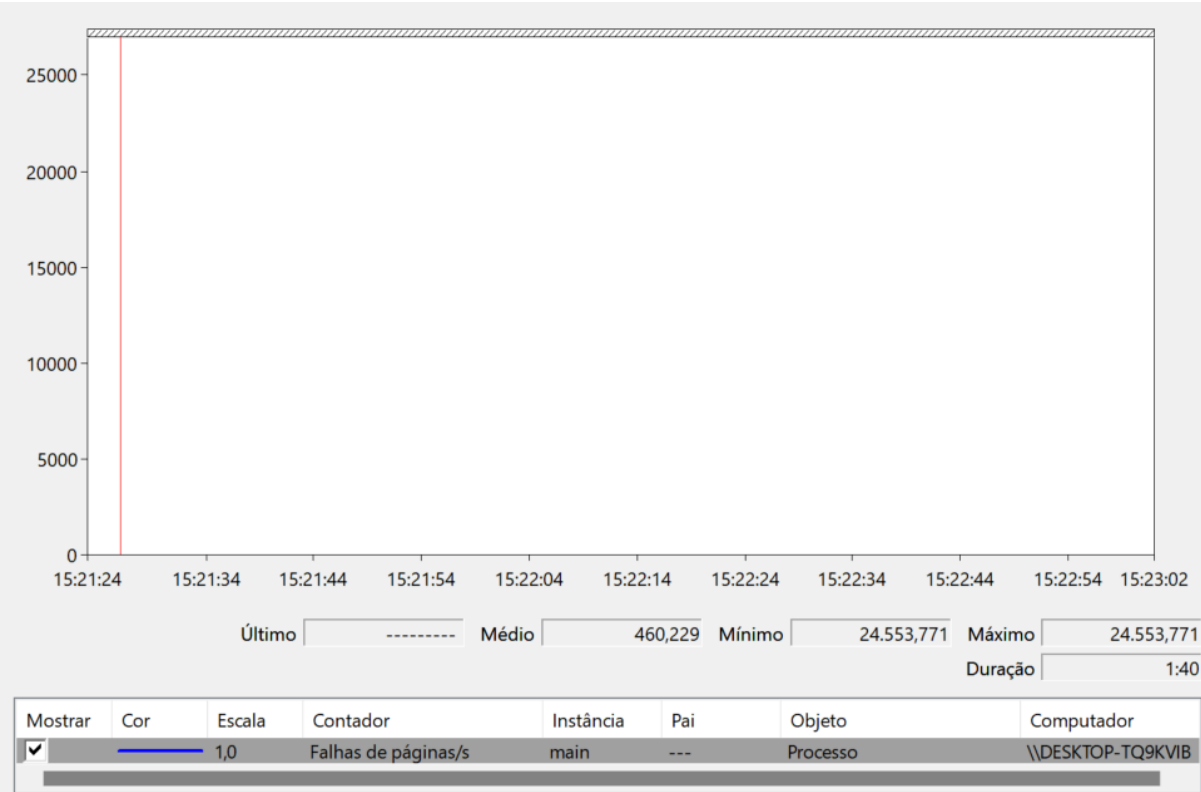 25000
20000
15000
10000
5000
0
15:21:24 15:21:34 15:21:44 15:21:54 15:22:04 15:22:14 15:22:24 15:22:34 15:22:44 15:22:54 15:23:02
Último --------- Médio 460,229 Mínimo 24.553,771 Máximo 24.553,771
Duração 1:40
Mostrar Cor Escala Contador Instância Pai Objeto Computador
1,0 Falhas de páginas/s main --- Processo \\DESKTOP-TQ9KVIB